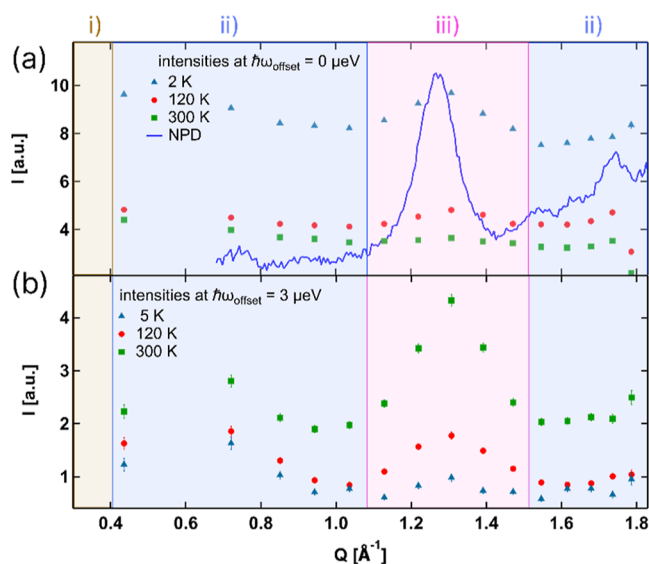 i) ii) iii) ii)
(a)
intensities at ℏω_offset = 0 µeV
2 K
120 K
300 K
NPD
I [a.u.]
10
8
6
4
(b)
intensities at ℏω_offset = 3 µeV
5 K
120 K
300 K
I [a.u.]
4
3
2
1
0.4 0.6 0.8 1.0 1.2 1.4 1.6 1.8
Q [Å⁻¹]